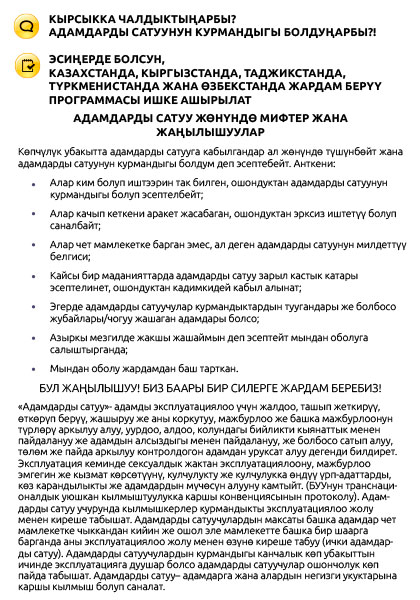 КЫРСЫККА ЧАЛДЫКТЫҢАРБЫ?
АДАМДАРДЫ САТУУНУН КУРМАНДЫГЫ БОЛДУҢАРБЫ?!
ЭСИҢЕРДЕ БОЛСУН,
КАЗАХСТАНДА, КЫРГЫЗСТАНДА, ТАДЖИКСТАНДА,
ТҮРКМЕНИСТАНДА ЖАНА ӨЗБЕКСТАНДА ЖАРДАМ БЕРҮҮ
ПРОГРАММАСЫ ИШКЕ АШЫРЫЛАТ
АДАМДАРДЫ САТУУ ЖӨНҮНДӨ МИФТЕР ЖАНА
ЖАҢЫЛЫШУУЛАР
Көпчүлүк убакытта адамдарды сатууга кабылгандар ал жөнүндө түшүнбөйт жана
адамдарды сатуунун курмандыгы болдум деп эсептебейт. Анткени:
• Алар ким болуп иштээрин так билген, ошондуктан адамдарды сатуунун
курмандыгы болуп эсептелбейт;
• Алар качып кеткени аракет жасабаган, ошондуктан эрксиз иштетүү болуп
саналбайт;
• Алар чет мамлекетке барган эмес, ал деген адамдарды сатуунун милдеттүү
белгиси;
• Кайсы бир маданияттарда адамдарды сатуу зарыл кастык катары
эсептелинет, ошондуктан кадимкидей кабыл алынат;
• Эгерде адамдарды сатуучулар курмандыктардын туугандары же болбосо
жубайлары/чогуу жашаган адамдары болсо;
• Азыркы мезгилде жакшы жашаймын деп эсептейт мындан оболуга
салыштырганда;
• Мындан оболу жардамдан баш тарткан.
БУЛ ЖАҢЫЛЫШУУ! БИЗ БААРЫ БИР СИЛЕРГЕ ЖАРДАМ БЕРЕБИЗ!
«Адамдарды сатуу»- адамды эксплуатациялоо үчүн жалдоо, ташып жеткирүү,
өткөрүп берүү, жашыруу же аны коркутуу, мажбурлоо же башка мажбурлоонун
түрлөрү аркылуу алуу, уурдоо, алдоо, колундагы бийликти кыянаттык менен
пайдалануу же адамдын алсыздыгы менен пайдалануу, же болбосо сатып алуу,
төлөм же пайда аркылуу контролдогон адамдан уруксат алуу дегенди билдирет.
Эксплуатация кеминде сексуалдык жактан эксплуатациялоону, мажбурлоо
эмгегин же кызмат көрсөтүүнү, кулчулукту же кулчулукка өңдүү үрп-адаттарды,
көз карандылыкты же адамдардын мүчөсүн алууну камтыйт. (БУУнун транснаци-
оналдык уюшкан кылмыштуулукка каршы конвенциясынын протоколу). Адам-
дарды сатуу учурунда кылмышкерлер курмандыкты эксплуатациялоо жолу
менен киреше табышат. Адамдарды сатуучулардын максаты башка адамдар чет
мамлекетке чыккандан кийин же ошол эле мамлекетте башка бир шаарга
барганда аны эксплуатациялоо жолу менен өзүнө киреше табуу (ички адамдар-
ды сатуу). Адамдарды сатуучулардын курмандыгы канчалык көп убакыттын
ичинде эксплуатацияга дуушар болсо адамдарды сатуучулар ошончолук көп
пайда табышат. Адамдарды сатуу– адамдарга жана алардын негизги укуктарына
каршы кылмыш болуп саналат.